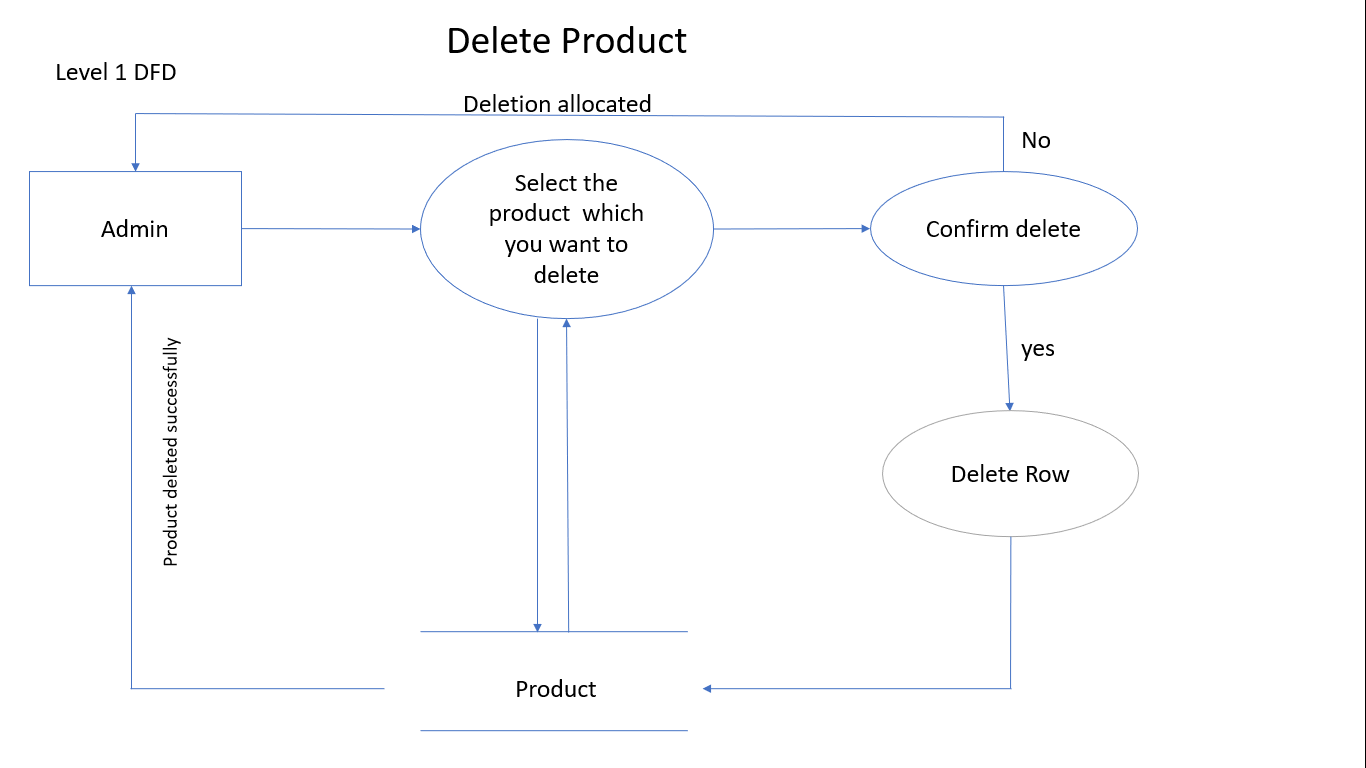 Delete Product
Level 1 DFD
Deletion allocated
No
Admin
Select the
product  which
you want to
delete
Confirm delete
yes
Product deleted successfully
Delete Row
Product